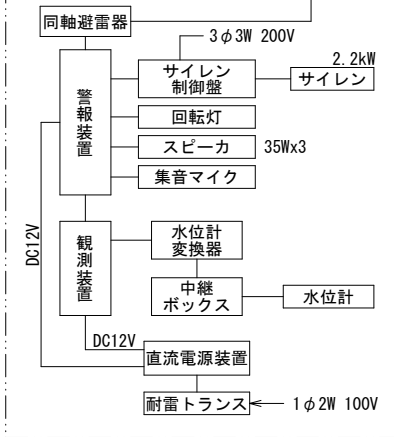 同軸避雷器
3φ3W 200V
2.2kW
サイレン
制御盤
サイレン
警報装置
回転灯
スピーカ 35Wx3
集音マイク
DC12V
観測装置
水位計
変換器
中継
ボックス
水位計
DC12V
直流電源装置
耐雷トランス
1φ2W 100V